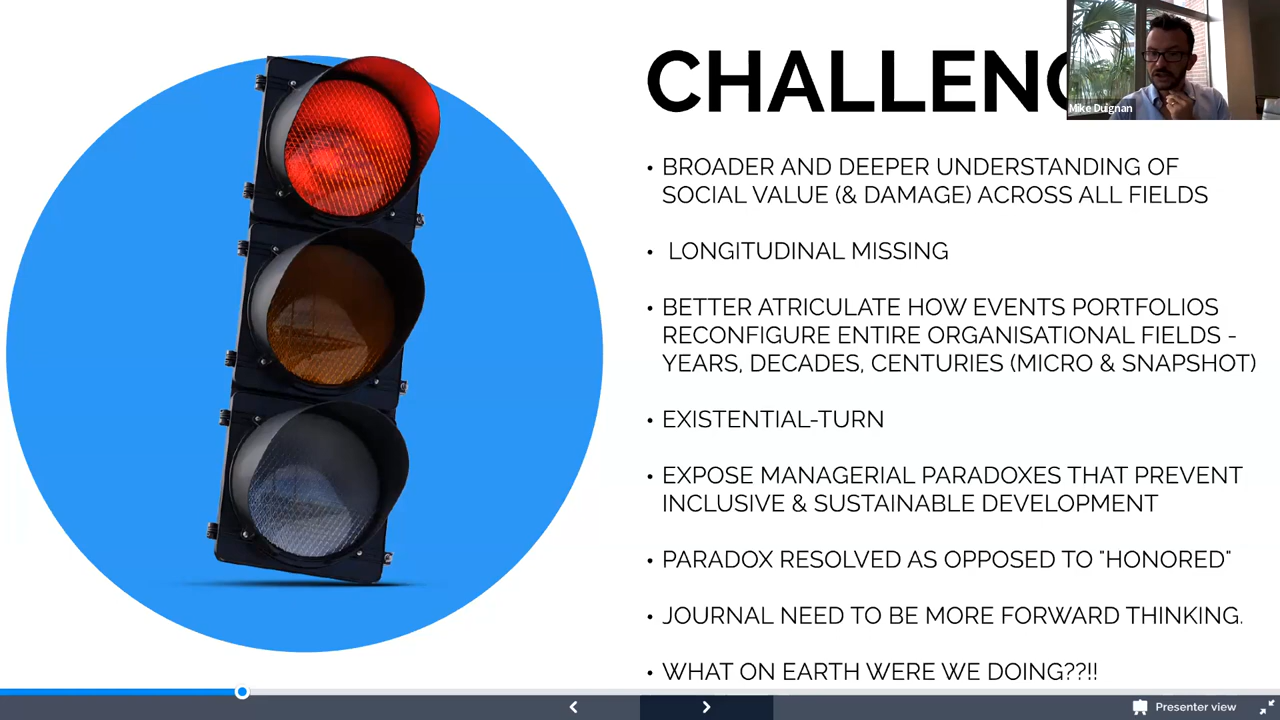 CHALLENG
Mike Duignan
• BROADER AND DEEPER UNDERSTANDING OF
SOCIAL VALUE (& DAMAGE) ACROSS ALL FIELDS
• LONGITUDINAL MISSING
• BETTER ATRICULATE HOW EVENTS PORTFOLIOS
RECONFIGURE ENTIRE ORGANISATIONAL FIELDS -
YEARS, DECADES, CENTURIES (MICRO & SNAPSHOT)
• EXISTENTIAL-TURN
• EXPOSE MANAGERIAL PARADOXES THAT PREVENT
INCLUSIVE & SUSTAINABLE DEVELOPMENT
• PARADOX RESOLVED AS OPPOSED TO "HONORED"
• JOURNAL NEED TO BE MORE FORWARD THINKING.
• WHAT ON EARTH WERE WE DOING??!!
Presenter view